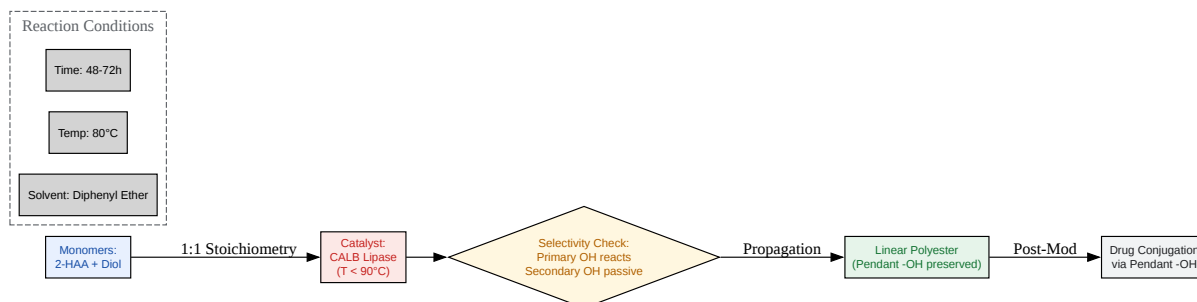 Reaction Conditions
Time: 48-72h
Temp: 80°C
Solvent: Diphenyl Ether
Monomers:
2-HAA + Diol
1:1 Stoichiometry
Catalyst:
CALB Lipase
(T < 90°C)
Selectivity Check:
Primary OH reacts
Secondary OH passive
Propagation
Linear Polyester
(Pendant -OH preserved)
Post-Mod
Drug Conjugation
via Pendant -OH